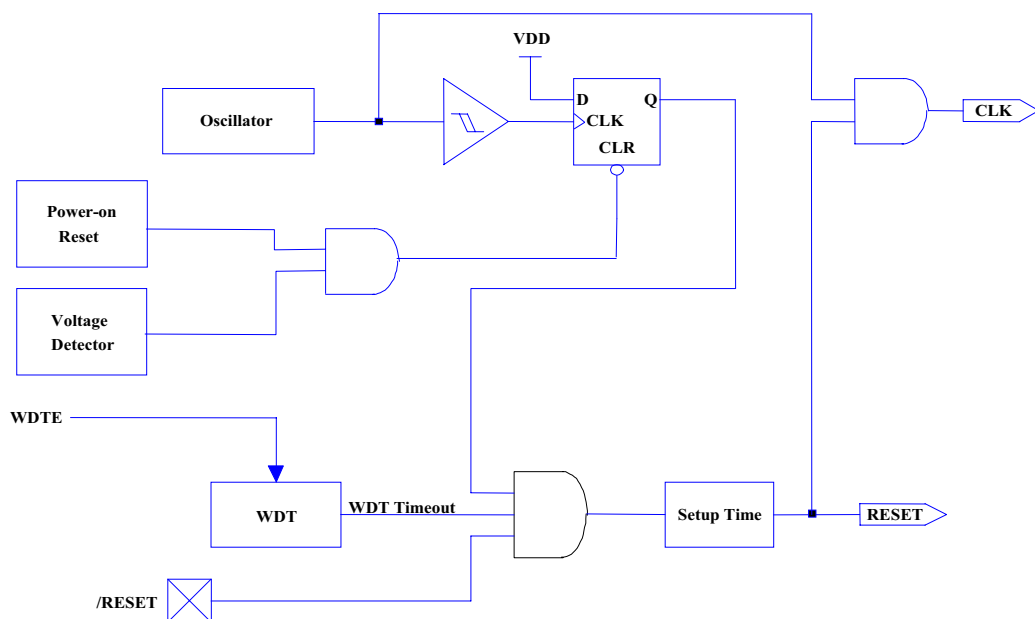 VDD
Oscillator
D
Q
CLK
CLR
CLK
Power-on
Reset
Voltage
Detector
WDTE
WDT
WDT Timeout
Setup Time
RESET
/RESET